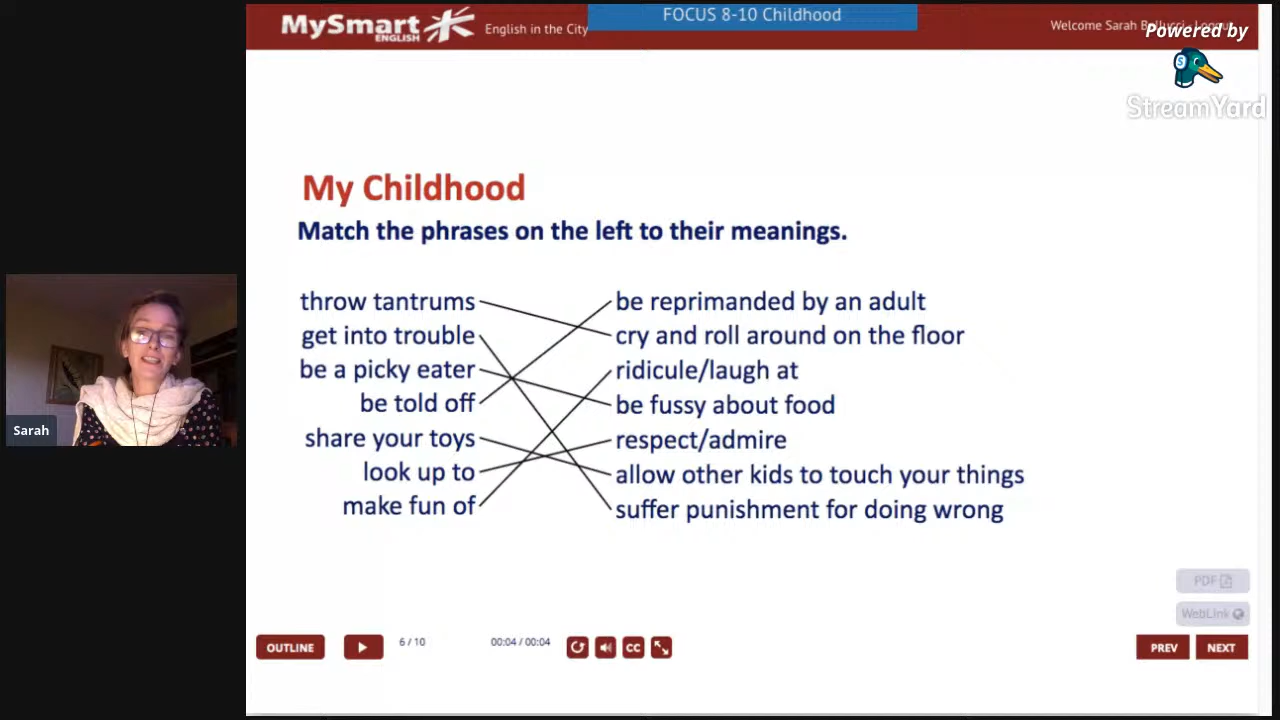 MySmart
ENGLISH
English in the City
FOCUS 8-10 Childhood
Welcome Sarah
Powered by
StreamYard
My Childhood
Match the phrases on the left to their meanings.
throw tantrums
be reprimanded by an adult
get into trouble
cry and roll around on the floor
be a picky eater
ridicule/laugh at
be told off
be fussy about food
share your toys
respect/admire
look up to
allow other kids to touch your things
make fun of
suffer punishment for doing wrong
Sarah
PDF
WebLink
OUTLINE
6 / 10
00:04 / 00:04
CC
PREV
NEXT